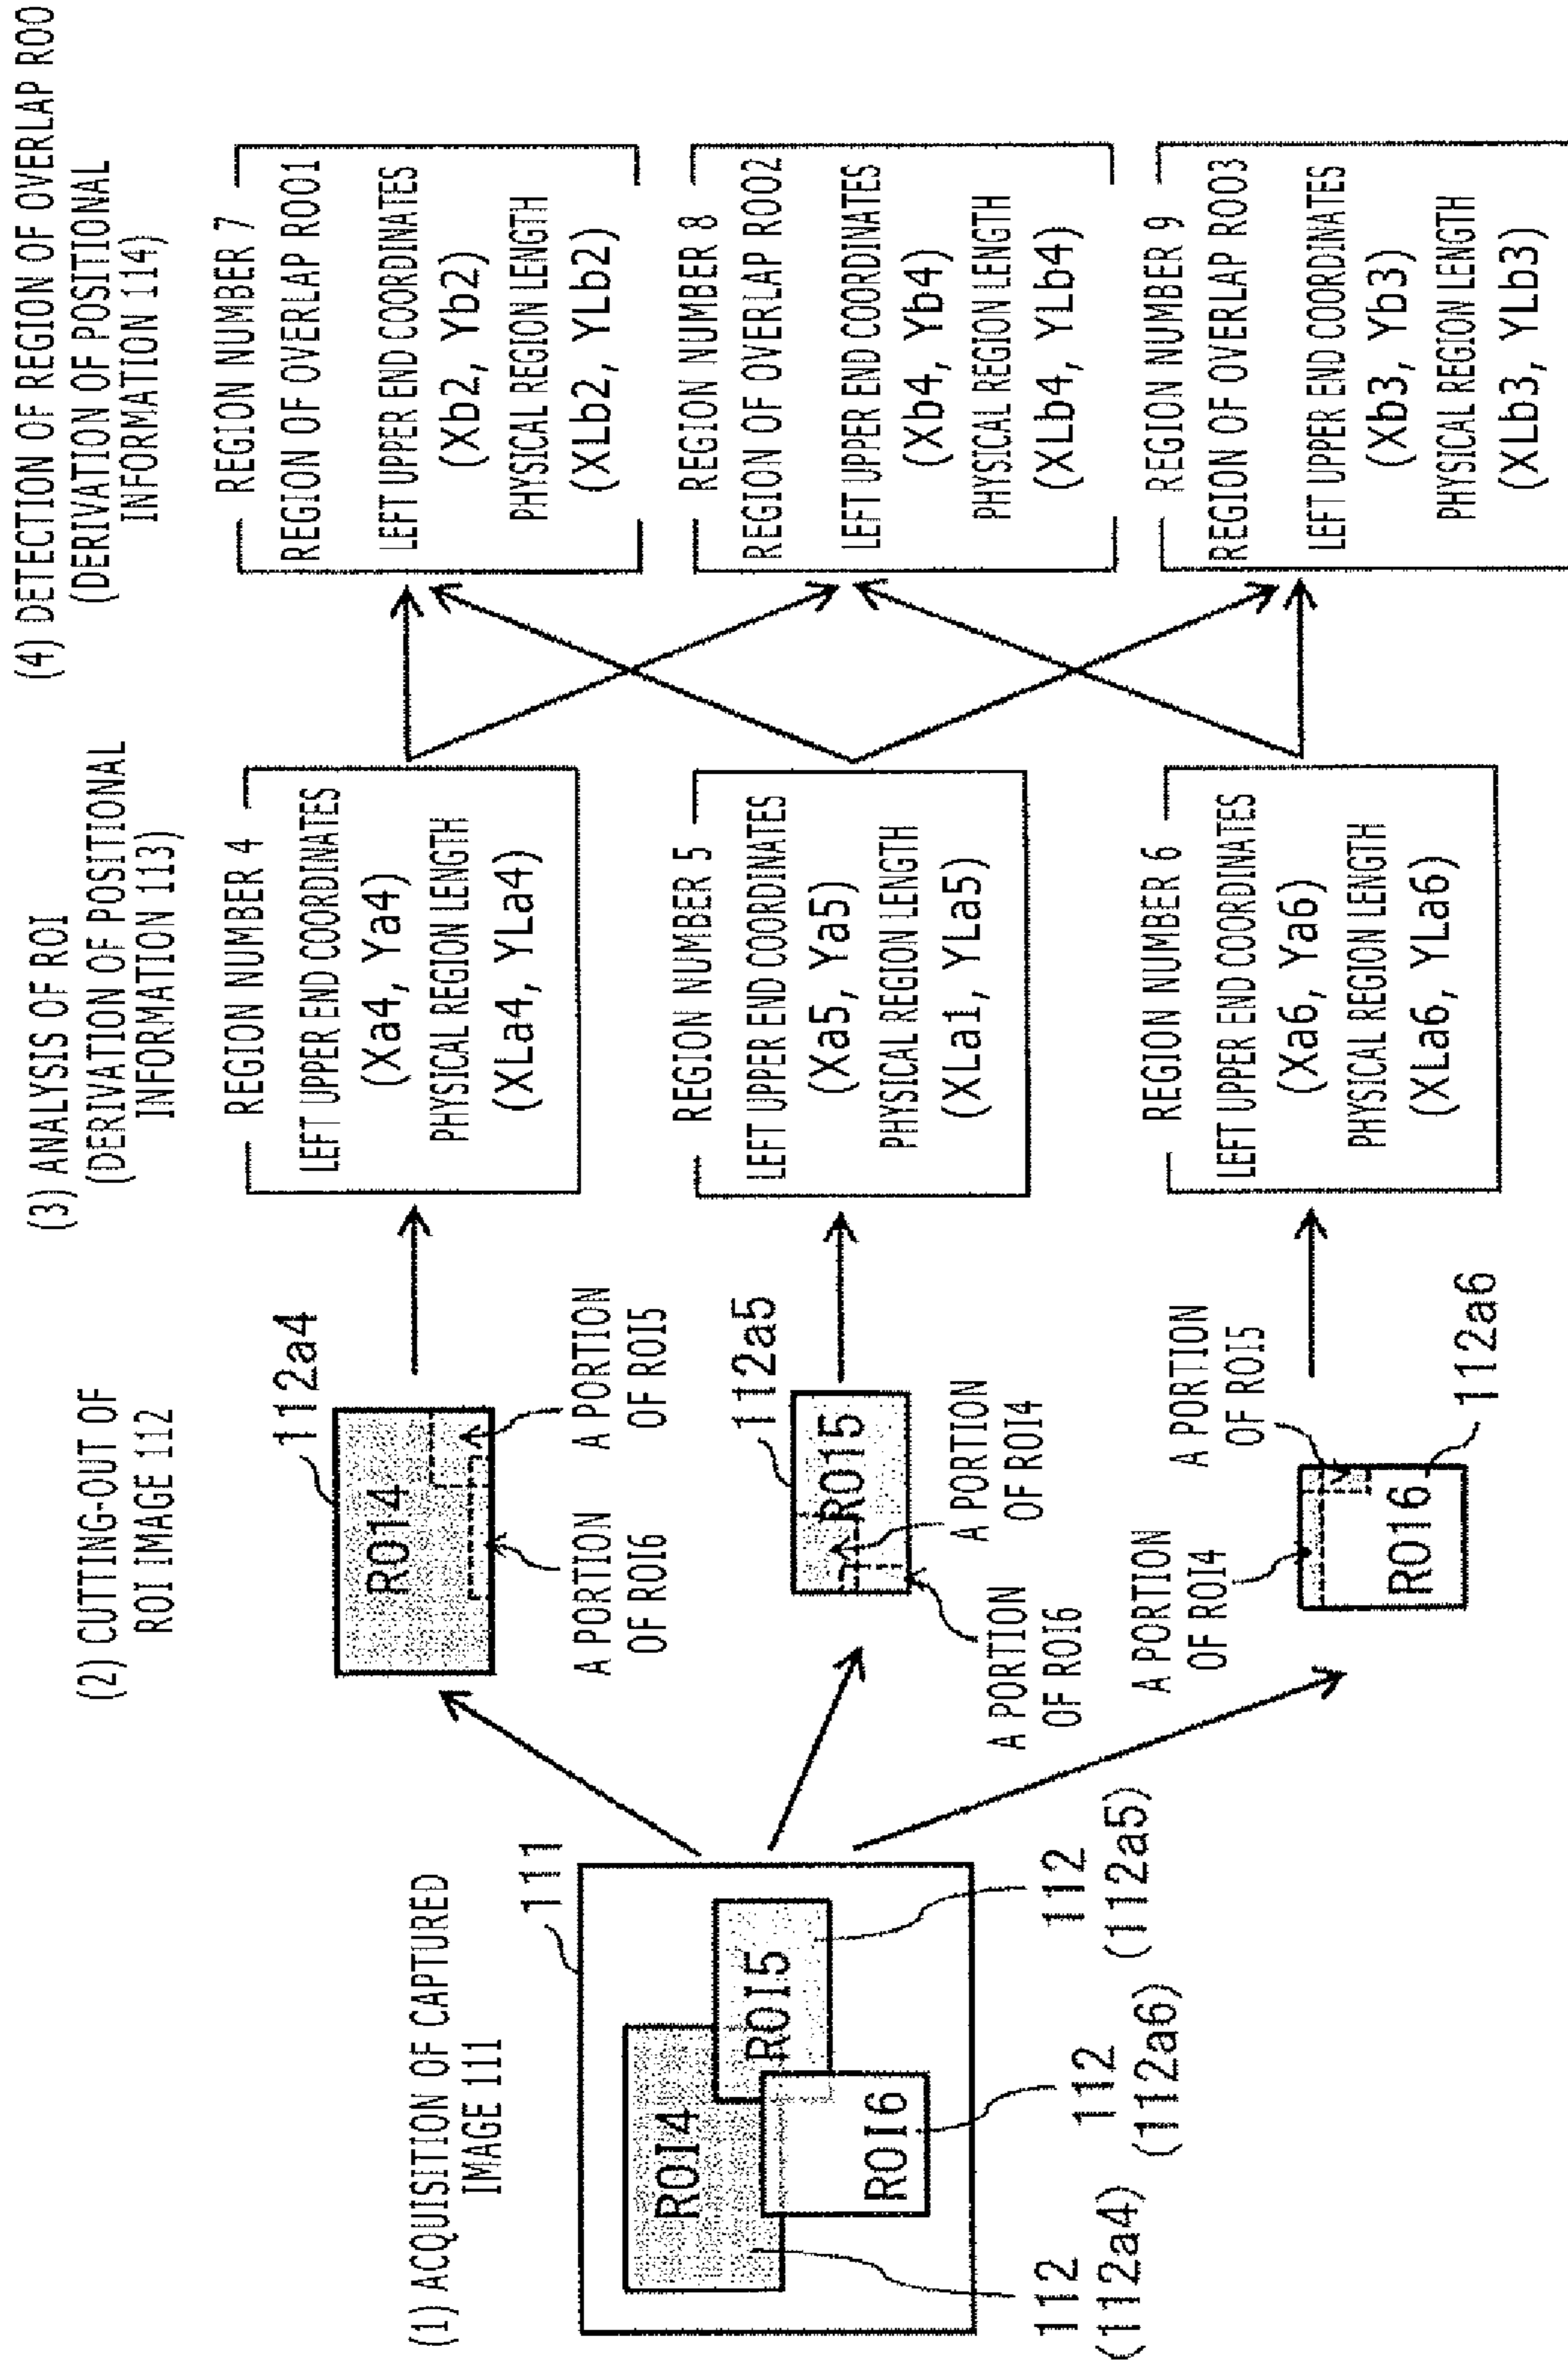 (1) ACQUISITION OF CAPTURED
IMAGE 111
111
ROI4
ROI5
ROI6
112
(112a4)
112
(112a6)
112
(112a5)
(2) CUTTING-OUT OF
ROI IMAGE 112
112a4
ROI4
A PORTION
OF ROI6
A PORTION
OF ROI5
112a5
ROI5
A PORTION
OF ROI6
A PORTION
OF ROI4
A PORTION
OF ROI4
A PORTION
OF ROI5
ROI6
112a6
(3) ANALYSIS OF ROI
(DERIVATION OF POSITIONAL
INFORMATION 113)
REGION NUMBER 4
LEFT UPPER END COORDINATES
(Xa4, Ya4)
PHYSICAL REGION LENGTH
(XLa4, YLa4)
REGION NUMBER 5
LEFT UPPER END COORDINATES
(Xa5, Ya5)
PHYSICAL REGION LENGTH
(XLa1, YLa5)
REGION NUMBER 6
LEFT UPPER END COORDINATES
(Xa6, Ya6)
PHYSICAL REGION LENGTH
(XLa6, YLa6)
(4) DETECTION OF REGION OF OVERLAP ROO
(DERIVATION OF POSITIONAL
INFORMATION 114)
REGION NUMBER 7
REGION OF OVERLAP ROO1
LEFT UPPER END COORDINATES
(Xb2, Yb2)
PHYSICAL REGION LENGTH
(XLb2, YLb2)
REGION NUMBER 8
REGION OF OVERLAP ROO2
LEFT UPPER END COORDINATES
(Xb4, Yb4)
PHYSICAL REGION LENGTH
(XLb4, YLb4)
REGION NUMBER 9
REGION OF OVERLAP ROO3
LEFT UPPER END COORDINATES
(Xb3, Yb3)
PHYSICAL REGION LENGTH
(XLb3, YLb3)